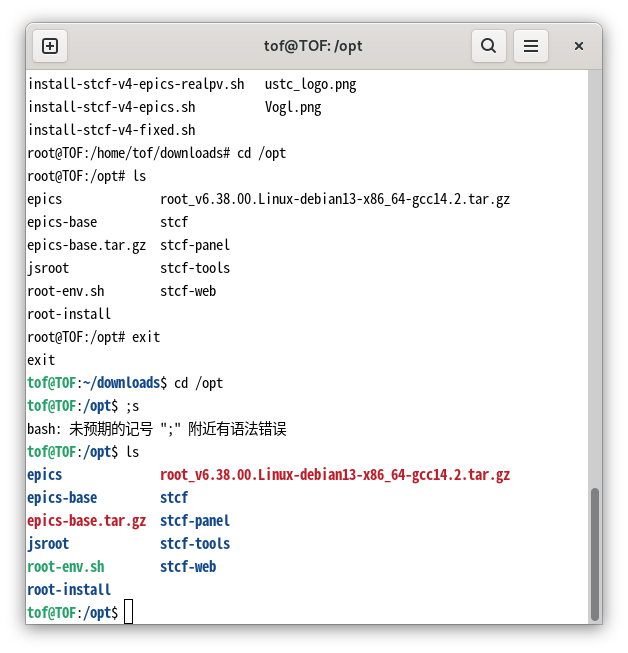 tof@TOF: /opt
install-stcf-v4-epics-realpv.sh   ustc_logo.png
install-stcf-v4-epics.sh          Vogl.png
install-stcf-v4-fixed.sh
root@TOF:/home/tof/downloads# cd /opt
root@TOF:/opt# ls
epics              root_v6.38.00.Linux-debian13-x86_64-gcc14.2.tar.gz
epics-base         stcf
epics-base.tar.gz  stcf-panel
jsroot             stcf-tools
root-env.sh        stcf-web
root-install
root@TOF:/opt# exit
exit
tof@TOF:~/downloads$ cd /opt
tof@TOF:/opt$ ;s
bash: 未预期的记号 ";" 附近有语法错误
tof@TOF:/opt$ ls
epics              root_v6.38.00.Linux-debian13-x86_64-gcc14.2.tar.gz
epics-base         stcf
epics-base.tar.gz  stcf-panel
jsroot             stcf-tools
root-env.sh        stcf-web
root-install
tof@TOF:/opt$